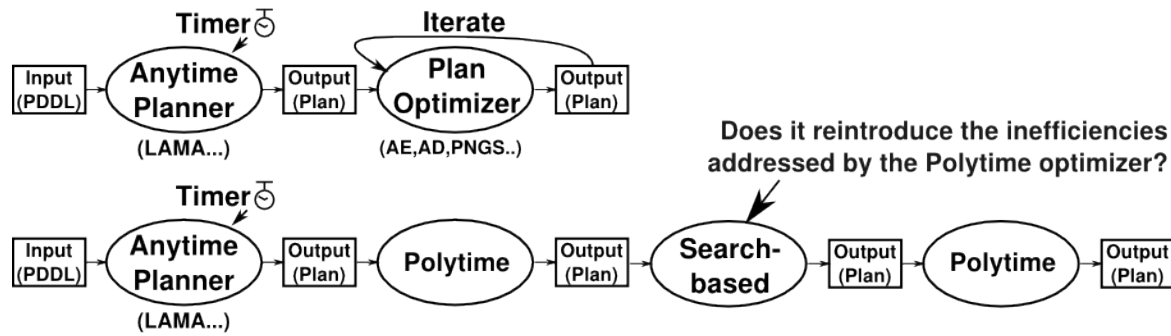 Timer
Iterate
Input
(PDDL)
Anytime
Planner
Output
(Plan)
Plan
Optimizer
Output
(Plan)
(LAMA...)
(AE,AD,PNGS..)
Does it reintroduce the inefficiencies
addressed by the Polytime optimizer?
Timer
Input
(PDDL)
Anytime
Planner
Output
(Plan)
Polytime
Output
(Plan)
Search-
based
Output
(Plan)
Polytime
Output
(Plan)
(LAMA...)